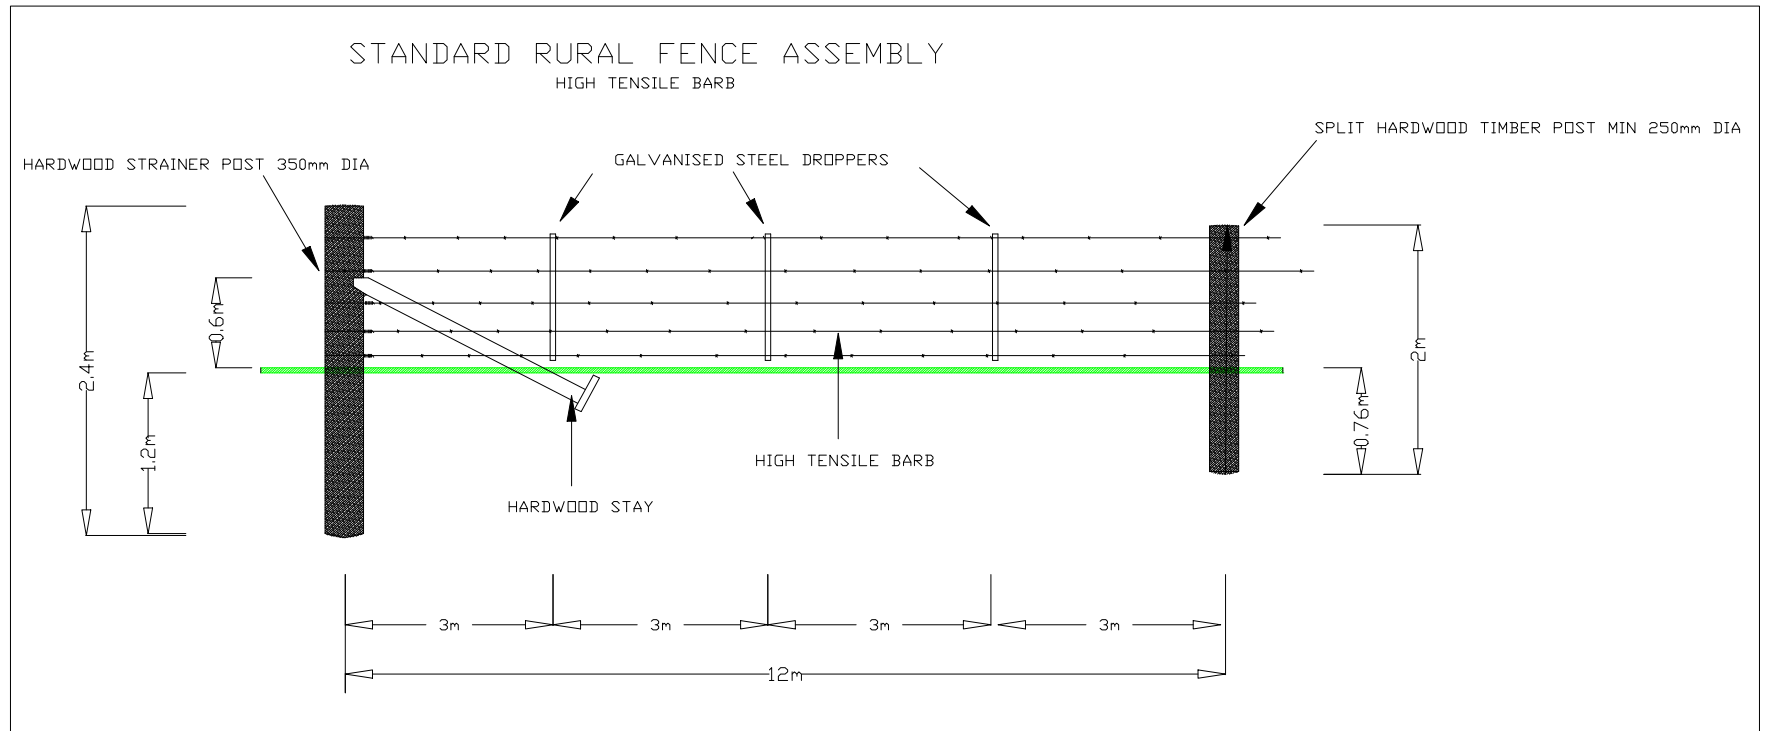 STANDARD RURAL FENCE ASSEMBLY
HIGH TENSILE BARB
SPLIT HARDWOOD TIMBER POST MIN 250mm DIA
HARDWOOD STRAINER POST 350mm DIA
GALVANISED STEEL DROPPERS
0.6m
2.4m
2m
0.76m
1.2m
HIGH TENSILE BARB
HARDWOOD STAY
3m 3m 3m 3m
12m